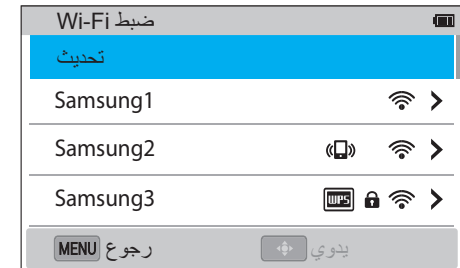 ضبط Wi-Fi
تحديث
Samsung1
Samsung2
Samsung3 WPS
MENU رجوع يدوي